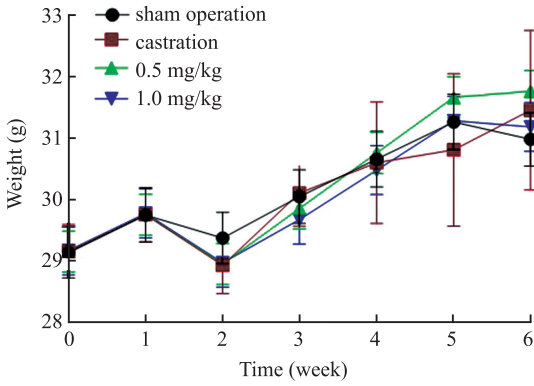 33
32
31
30
29
28
Weight (g)
sham operation
castration
0.5 mg/kg
1.0 mg/kg
0 1 2 3 4 5 6
Time (week)